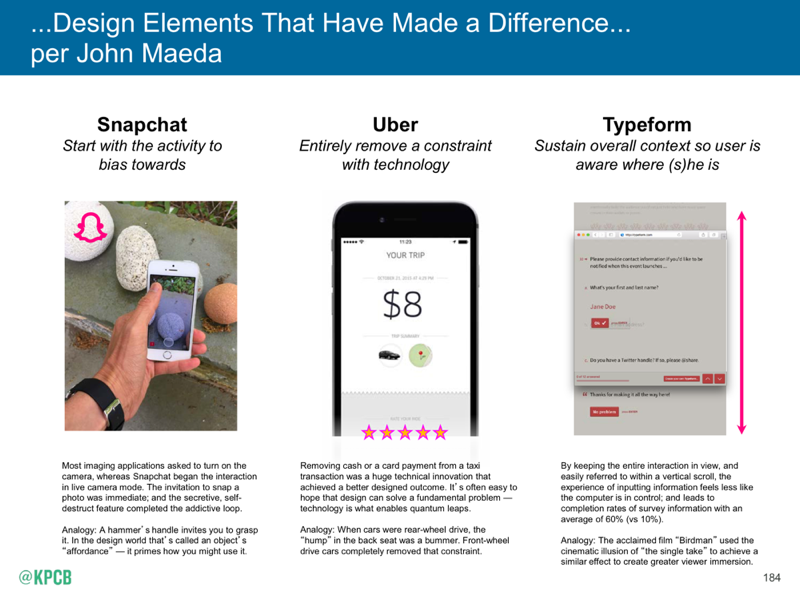 ...Design Elements That Have Made a Difference...
per John Maeda
Snapchat
Start with the activity to
bias towards
Uber
Entirely remove a constraint
with technology
Typeform
Sustain overall context so user is
aware where (s)he is
11:23
YOUR TRIP
$8
TRIP SUMMARY
Please provide contact information if you'd like to be
notified when this event launches...
What's your first and last name?
Jane Doe
Do you have a Twitter handle? If so, please @share
Thanks for making it all the way here!
Most imaging applications asked to turn on the
camera, whereas Snapchat began the interaction
in live camera mode. The invitation to snap a
photo was immediate; and the secretive, self-
destruct feature completed the addictive loop.
Analogy: A hammer's handle invites you to grasp
it. In the design world that's called an object's
“affordance” — it primes how you might use it.
Removing cash or a card payment from a taxi
transaction was a huge technical innovation that
achieved a better designed outcome. It's often easy to
hope that design can solve a fundamental problem —
technology is what enables quantum leaps.
Analogy: When cars were rear-wheel drive, the
“hump” in the back seat was a bummer. Front-wheel
drive cars completely removed that constraint.
By keeping the entire interaction in view, and
easily referred to within a vertical scroll, the
experience of inputting information feels less like
the computer is in control; and leads to
completion rates of survey information with an
average of 60% (vs 10%).
Analogy: The acclaimed film “Birdman” used the
cinematic illusion of “the single take” to achieve a
similar effect to create greater viewer immersion.
@KPCB
184